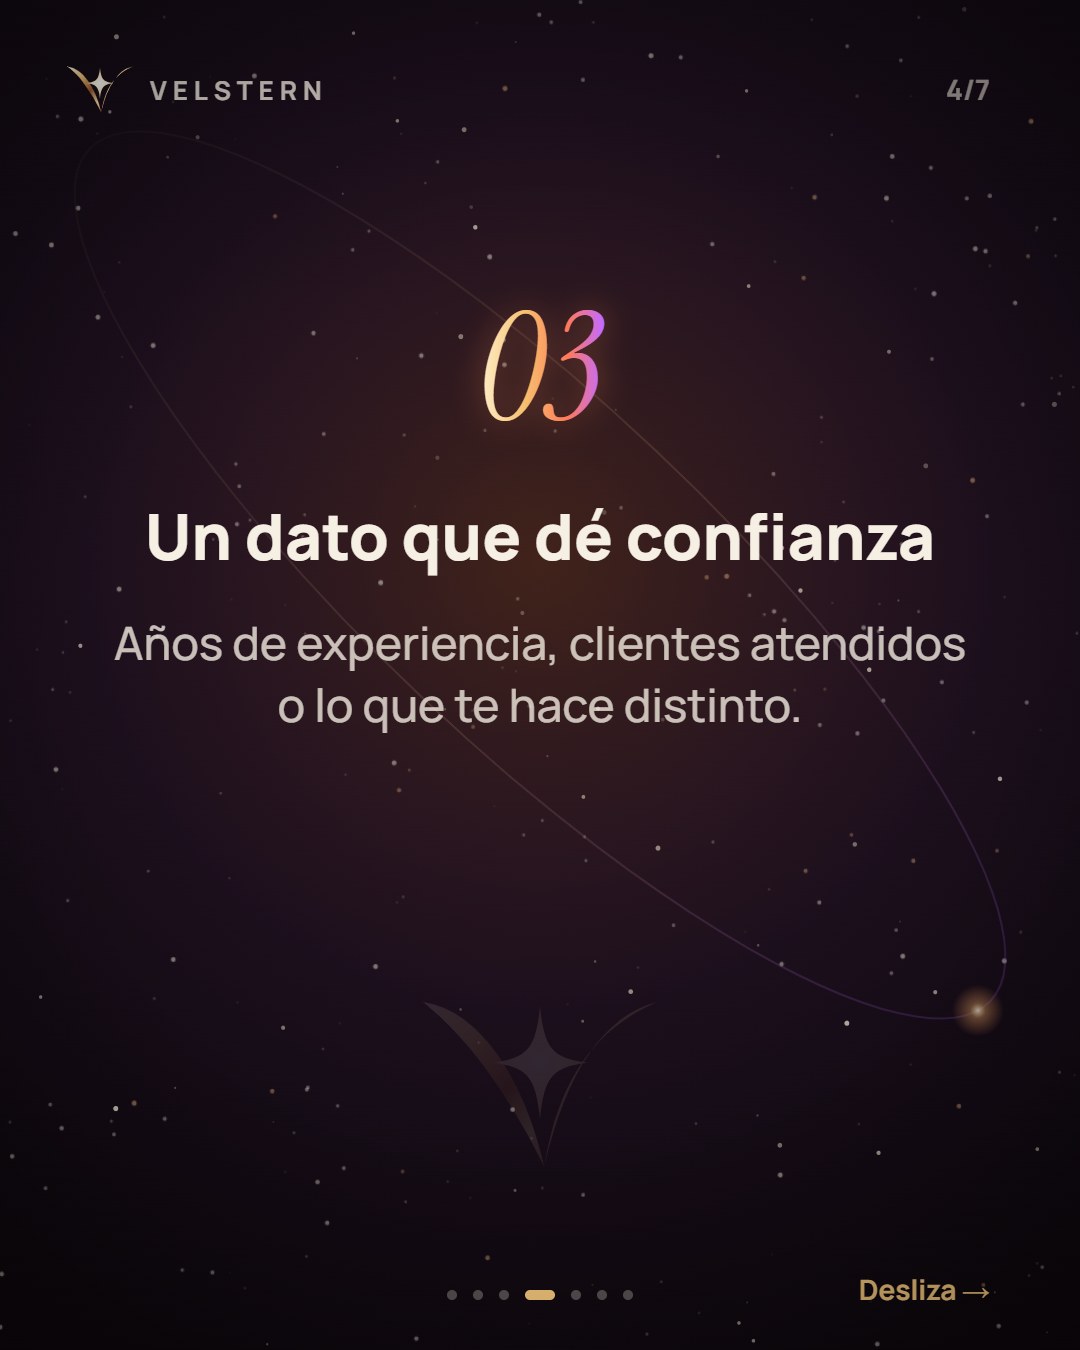 VELSTERN
4/7
03
Un dato que dé confianza
Años de experiencia, clientes atendidos
o lo que te hace distinto.
Desliza →